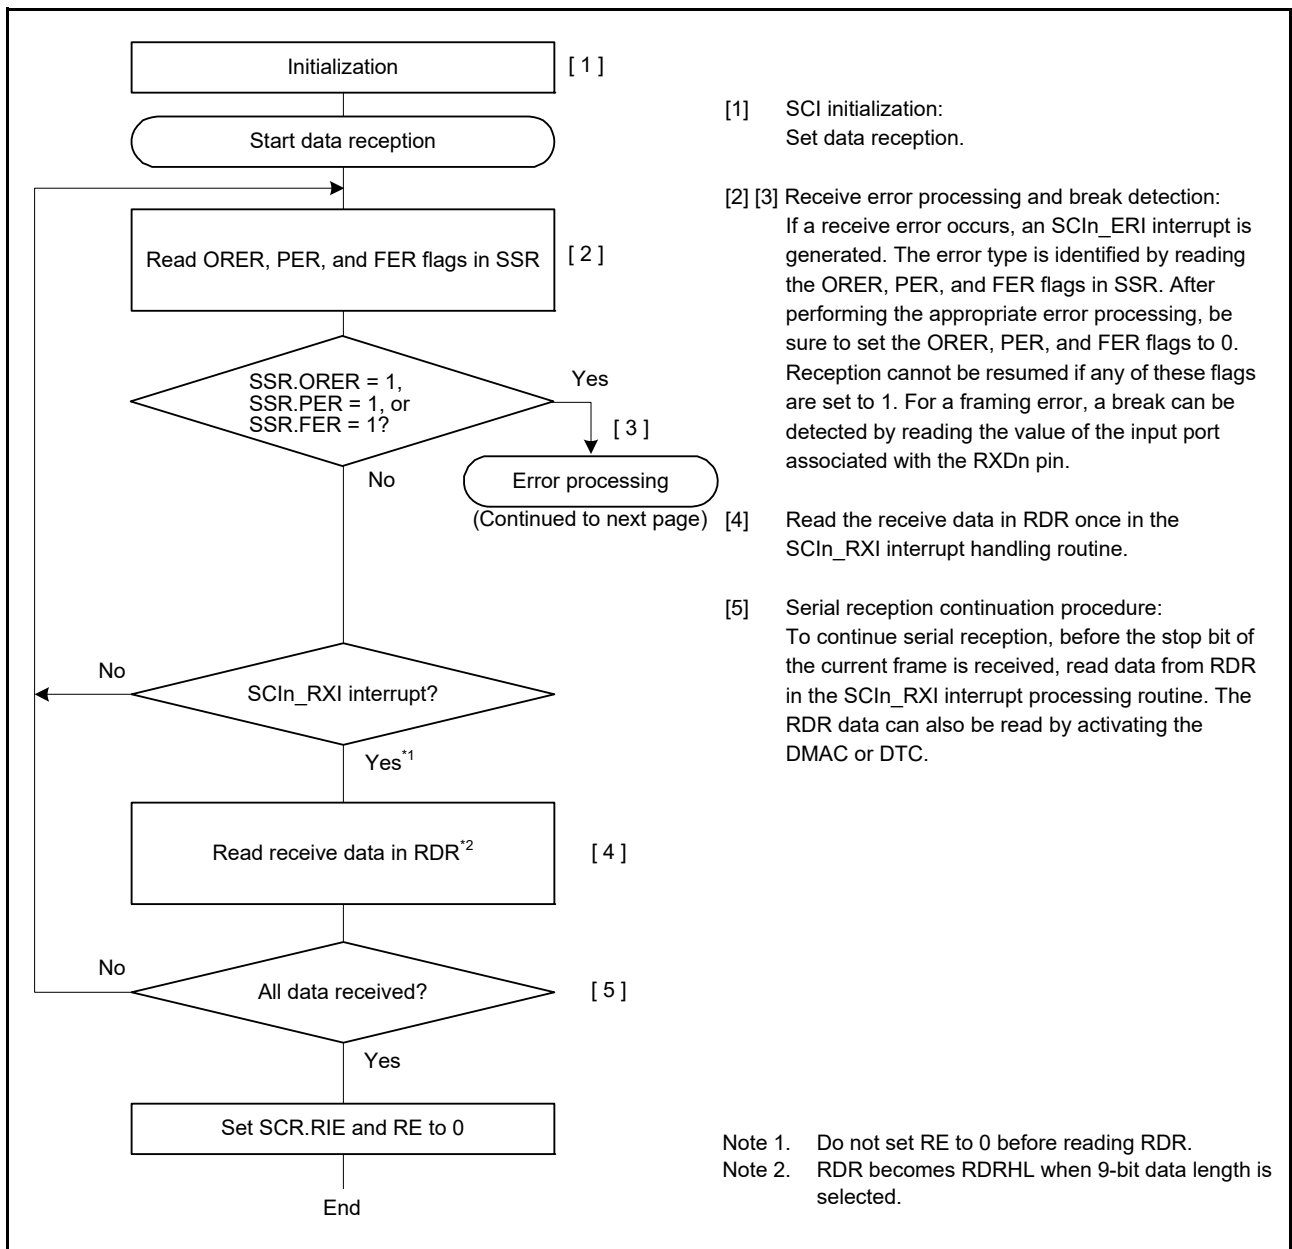 Initialization
[ 1 ]
Start data reception
Read ORER, PER, and FER flags in SSR
[ 2 ]
SSR.ORER = 1,
SSR.PER = 1, or
SSR.FER = 1?
Yes
[ 3 ]
No
Error processing
(Continued to next page)
No
SCIn_RXI interrupt?
Yes*1
Read receive data in RDR*2
[ 4 ]
No
All data received?
[ 5 ]
Yes
Set SCR.RIE and RE to 0
End
[1] SCI initialization:
Set data reception.
[2] [3] Receive error processing and break detection:
If a receive error occurs, an SCIn_ERI interrupt is
generated. The error type is identified by reading
the ORER, PER, and FER flags in SSR. After
performing the appropriate error processing, be
sure to set the ORER, PER, and FER flags to 0.
Reception cannot be resumed if any of these flags
are set to 1. For a framing error, a break can be
detected by reading the value of the input port
associated with the RXDn pin.
[4] Read the receive data in RDR once in the
SCIn_RXI interrupt handling routine.
[5] Serial reception continuation procedure:
To continue serial reception, before the stop bit of
the current frame is received, read data from RDR
in the SCIn_RXI interrupt processing routine. The
RDR data can also be read by activating the
DMAC or DTC.
Note 1. Do not set RE to 0 before reading RDR.
Note 2. RDR becomes RDRHL when 9-bit data length is
selected.